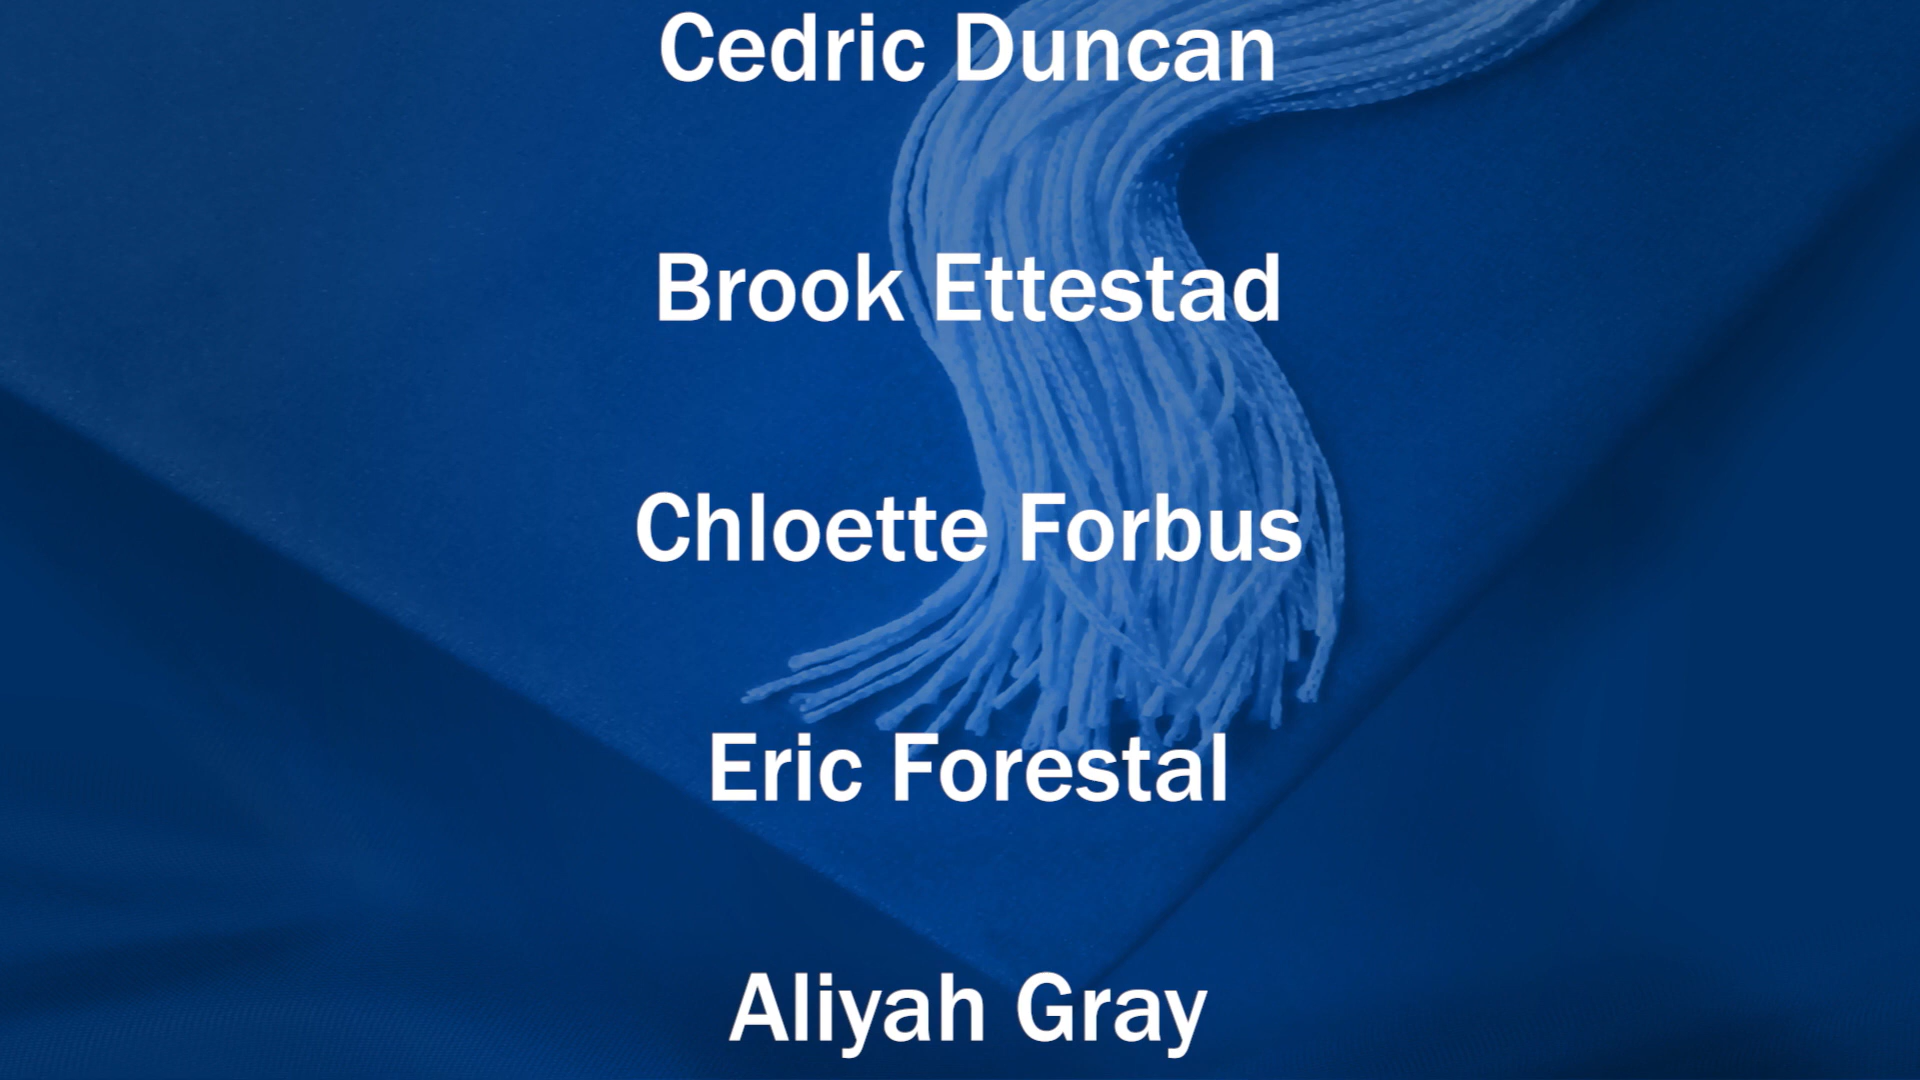 Cedric Duncan
Brook Ettestad
Chloette Forbus
Eric Forestal
Aliyah Gray